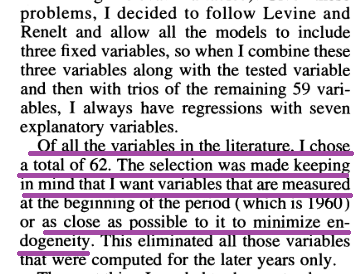 problems, I decided to follow Levine and
Renelt and allow all the models to include
three fixed variables, so when I combine these
three variables along with the tested variable
and then with trios of the remaining 59 vari-
ables, I always have regressions with seven
explanatory variables.
Of all the variables in the literature, I chose
a total of 62. The selection was made keeping
in mind that I want variables that are measured
at the beginning of the period (which is 1960)
or as close as possible to it to minimize en-
dogeneity. This eliminated all those variables
that were computed for the later years only.